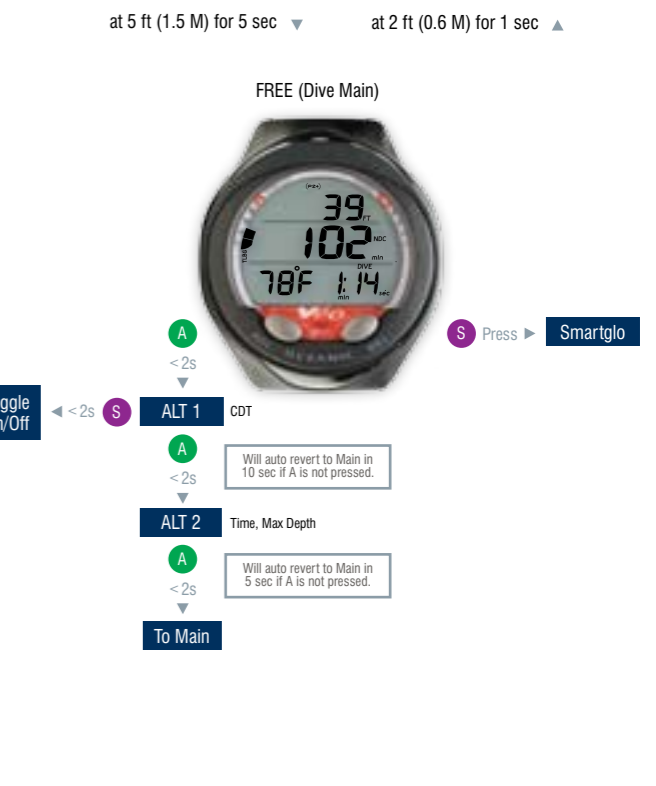 at 5 ft (1.5 M) for 5 sec ▼ at 2 ft (0.6 M) for 1 sec ▲
FREE (Dive Main)
39 FT
102 NDC min
TLBG
DIVE
78°F 1:14
min sec
OCEANIC
A
<2s
▼
S Press ► Smartglo
◄ <2s S ALT 1 CDT
A
<2s
▼
Will auto revert to Main in
10 sec if A is not pressed.
ALT 2 Time, Max Depth
A
<2s
▼
Will auto revert to Main in
5 sec if A is not pressed.
To Main